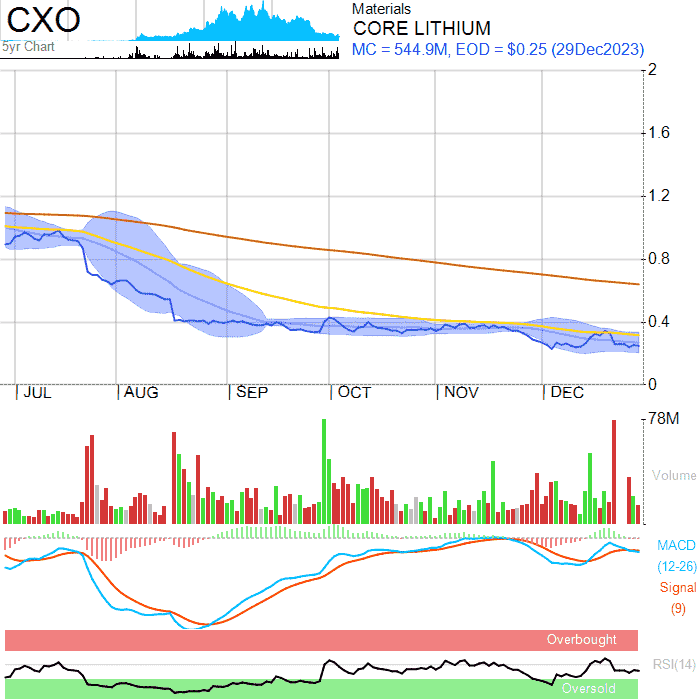 CXO
5yr Chart
Materials
CORE LITHIUM
MC = 544.9M, EOD = $0.25 (29Dec2023)
2
1.6
1.2
0.8
0.4
0
JUL AUG SEP OCT NOV DEC
78M
Volume
MACD
(12-26)
Signal
(9)
Overbought
RSI(14)
Oversold